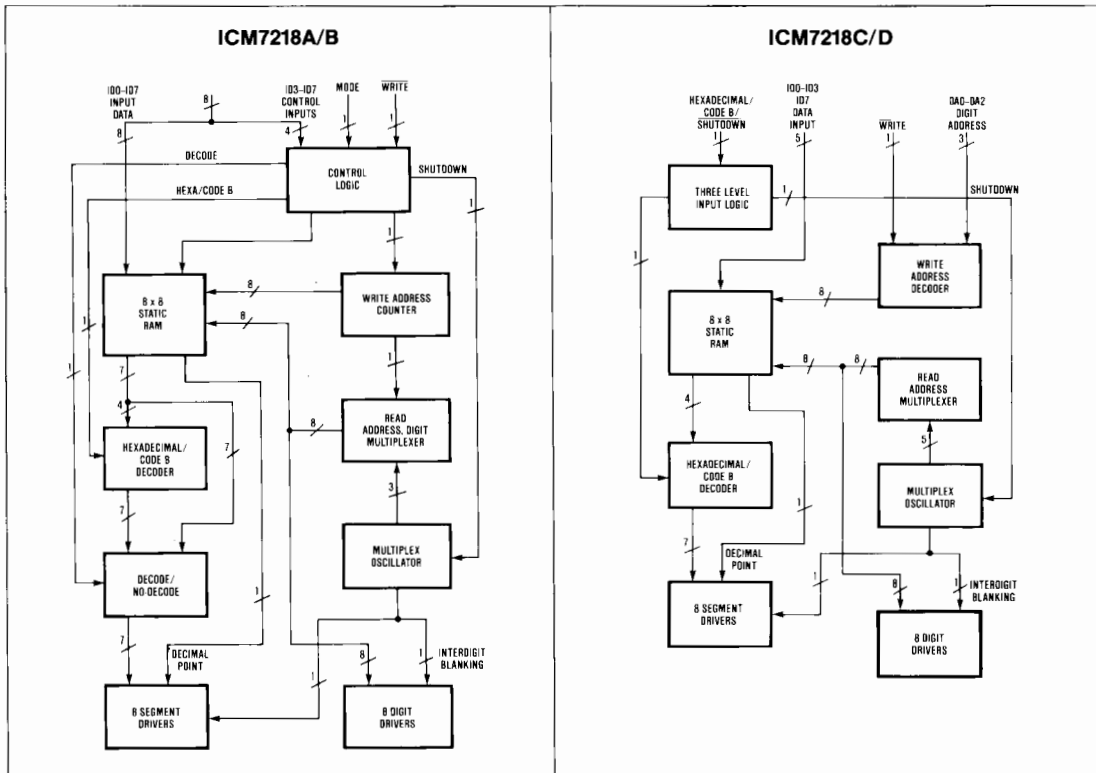 ICM7218A/B
ID0-ID7
INPUT
DATA
8
8
ID3-ID7
CONTROL
INPUTS
4
MODE
1
WRITE
1
DECODE
HEXA/CODE B
CONTROL
LOGIC
SHUTDOWN
1
1
8 x 8
STATIC
RAM
8
WRITE ADDRESS
COUNTER
8
1
1
1
7
4
READ
ADDRESS, DIGIT
MULTIPLEXER
8
HEXADECIMAL/
CODE B
DECODER
7
7
3
MULTIPLEX
OSCILLATOR
DECODE/
NO-DECODE
1
7
DECIMAL
POINT
1
8
1
INTERDIGIT
BLANKING
8 SEGMENT
DRIVERS
8 DIGIT
DRIVERS
ICM7218C/D
HEXADECIMAL/
CODE B/
SHUTDOWN
1
ID0-ID3
ID7
DATA
INPUT
5
WRITE
1
DA0-DA2
DIGIT
ADDRESS
3
THREE LEVEL
INPUT LOGIC
1
SHUTDOWN
1
WRITE
ADDRESS
DECODER
8
8 x 8
STATIC
RAM
8
8
READ
ADDRESS
MULTIPLEXER
4
5
HEXADECIMAL/
CODE B
DECODER
1
MULTIPLEX
OSCILLATOR
7
DECIMAL
POINT
1
8
1
INTERDIGIT
BLANKING
8 SEGMENT
DRIVERS
8 DIGIT
DRIVERS